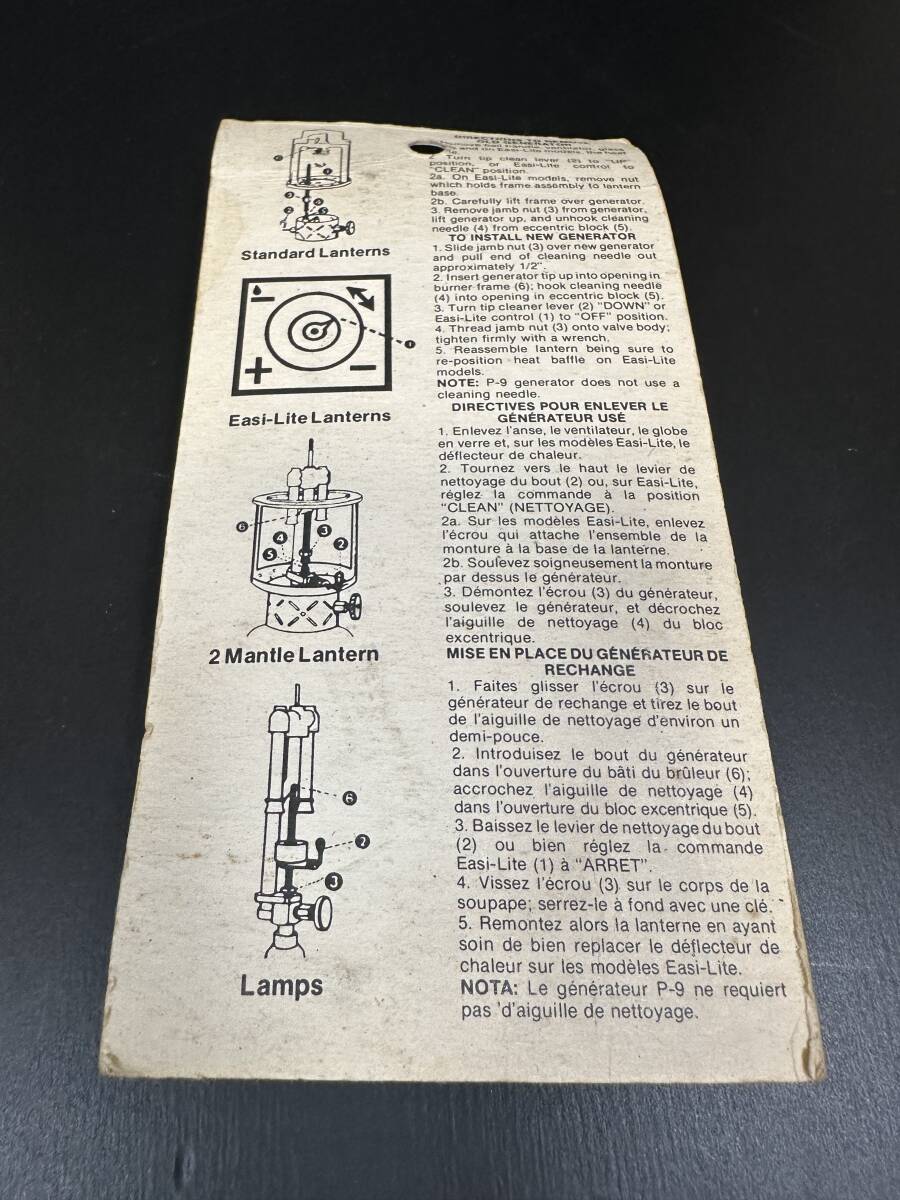 Standard Lanterns
Easi-Lite Lanterns
2 Mantle Lantern
Lamps
DIRECTIONS TO REMOVE
OLD GENERATOR
and on Easi-Lite models, the heat
2. Turn tip clean lever (2) to "UP"
position, or Easi-Lite control to
"CLEAN" position.
2a. On Easi-Lite models, remove nut
which holds frame assembly to lantern
base.
2b. Carefully lift frame over generator.
3. Remove jamb nut (3) from generator,
lift generator up, and unhook cleaning
needle (4) from eccentric block (5).
TO INSTALL NEW GENERATOR
1. Slide jamb nut (3) over new generator
and pull end of cleaning needle out
approximately 1/2".
2. Insert generator tip up into opening in
burner frame (6); hook cleaning needle
(4) into opening in eccentric block (5).
3. Turn tip cleaner lever (2) "DOWN" or
Easi-Lite control (1) to "OFF" position.
4. Thread jamb nut (3) onto valve body;
tighten firmly with a wrench.
5. Reassemble lantern being sure to
re-position heat baffle on Easi-Lite
models.
NOTE: P-9 generator does not use a
cleaning needle.
DIRECTIVES POUR ENLEVER LE
GÉNÉRATEUR USÉ
1. Enlevez l'anse, le ventilateur, le globe
en verre et, sur les modèles Easi-Lite, le
déflecteur de chaleur.
2. Tournez vers le haut le levier de
nettoyage du bout (2) ou, sur Easi-Lite,
réglez la commande à la position
"CLEAN" (NETTOYAGE).
2a. Sur les modèles Easi-Lite, enlevez
l'écrou qui attache l'ensemble de la
monture à la base de la lanterne.
2b. Soulevez soigneusement la monture
par dessus le générateur.
3. Démontez l'écrou (3) du générateur,
soulevez le générateur, et décrochez
l'aiguille de nettoyage (4) du bloc
excentrique.
MISE EN PLACE DU GÉNÉRATEUR DE
RECHANGE
1. Faites glisser l'écrou (3) sur le
générateur de rechange et tirez le bout
de l'aiguille de nettoyage d'environ un
demi-pouce.
2. Introduisez le bout du générateur
dans l'ouverture du bâti du brûleur (6);
accrochez l'aiguille de nettoyage (4)
dans l'ouverture du bloc excentrique (5).
3. Baissez le levier de nettoyage du bout
(2) ou bien réglez la commande
Easi-Lite (1) à "ARRET".
4. Vissez l'écrou (3) sur le corps de la
soupape; serrez-le à fond avec une clé.
5. Remontez alors la lanterne en ayant
soin de bien replacer le déflecteur de
chaleur sur les modèles Easi-Lite.
NOTA: Le générateur P-9 ne requiert
pas 'd'aiguille de nettoyage.